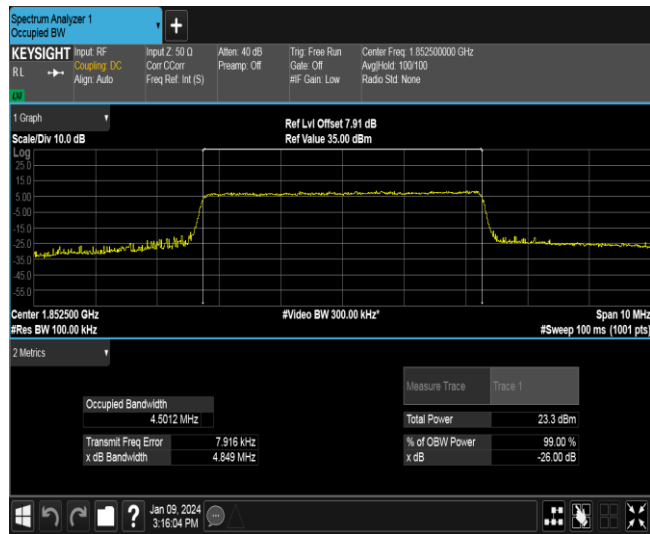 Spectrum Analyzer 1
Occupied BW
KEYSIGHT Input: RF Input Z: 50 Ω Atten: 40 dB Trig: Free Run Center Freq: 1.852500000 GHz
RL Coupling: DC Corr CCorr Preamp: Off Gate: Off Avg|Hold: 100/100
Align: Auto Freq Ref: Int (S) #IF Gain: Low Radio Std: None
1 Graph
Scale/Div 10.0 dB
Ref Lvl Offset 7.91 dB
Ref Value 35.00 dBm
Log
25.0
15.0
5.00
-5.00
-15.0
-25.0
-35.0
-45.0
-55.0
Center 1.852500 GHz #Video BW 300.00 kHz* Span 10 MHz
#Res BW 100.00 kHz #Sweep 100 ms (1001 pts)
2 Metrics
Measure Trace Trace 1
Occupied Bandwidth
4.5012 MHz
Total Power 23.3 dBm
Transmit Freq Error 7.916 kHz % of OBW Power 99.00 %
x dB Bandwidth 4.849 MHz x dB -26.00 dB
?
Jan 09, 2024
3:16:04 PM